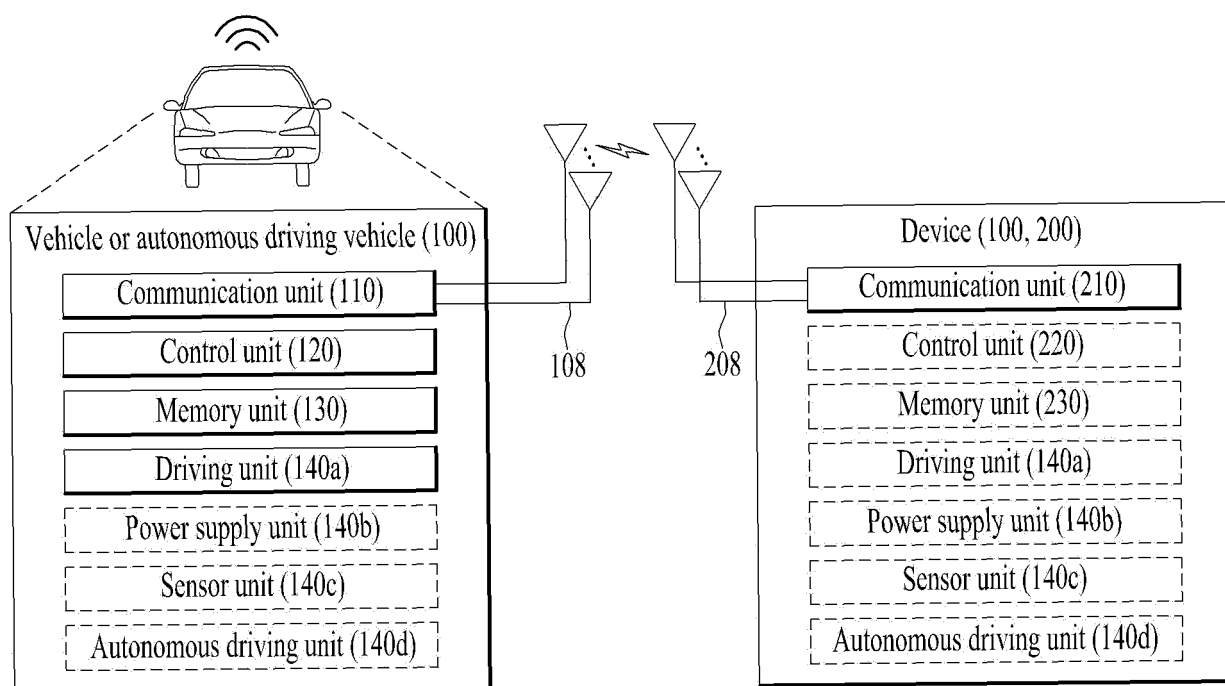 Vehicle or autonomous driving vehicle (100)
Communication unit (110)
Control unit (120)
Memory unit (130)
Driving unit (140a)
Power supply unit (140b)
Sensor unit (140c)
Autonomous driving unit (140d)
108
208
Device (100, 200)
Communication unit (210)
Control unit (220)
Memory unit (230)
Driving unit (140a)
Power supply unit (140b)
Sensor unit (140c)
Autonomous driving unit (140d)